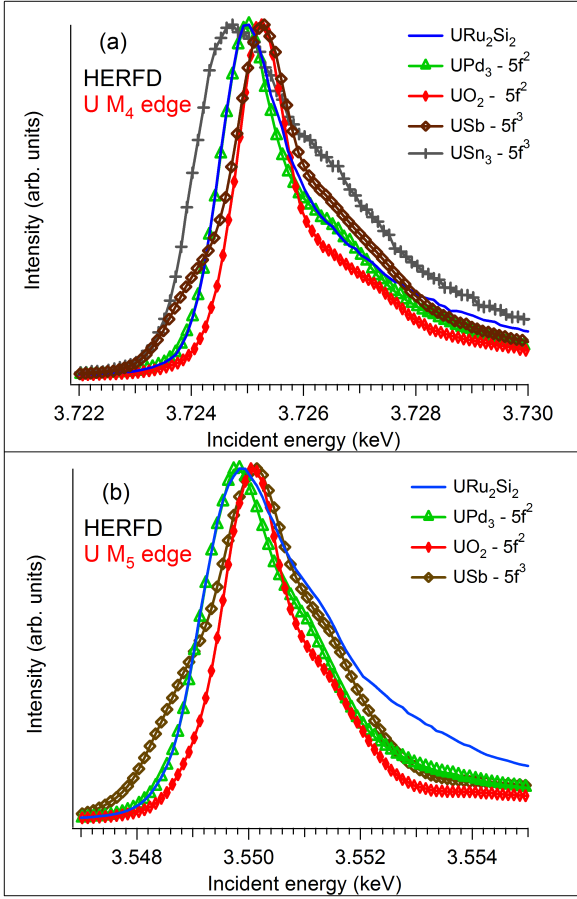 (a)
HERFD
U M₄ edge
URu₂Si₂
UPd₃ - 5f²
UO₂ - 5f²
USb - 5f³
USn₃ - 5f³
Intensity (arb. units)
3.722 3.724 3.726 3.728 3.730
Incident energy (keV)
(b)
HERFD
U M₅ edge
URu₂Si₂
UPd₃ - 5f²
UO₂ - 5f²
USb - 5f³
Intensity (arb. units)
3.548 3.550 3.552 3.554
Incident energy (keV)